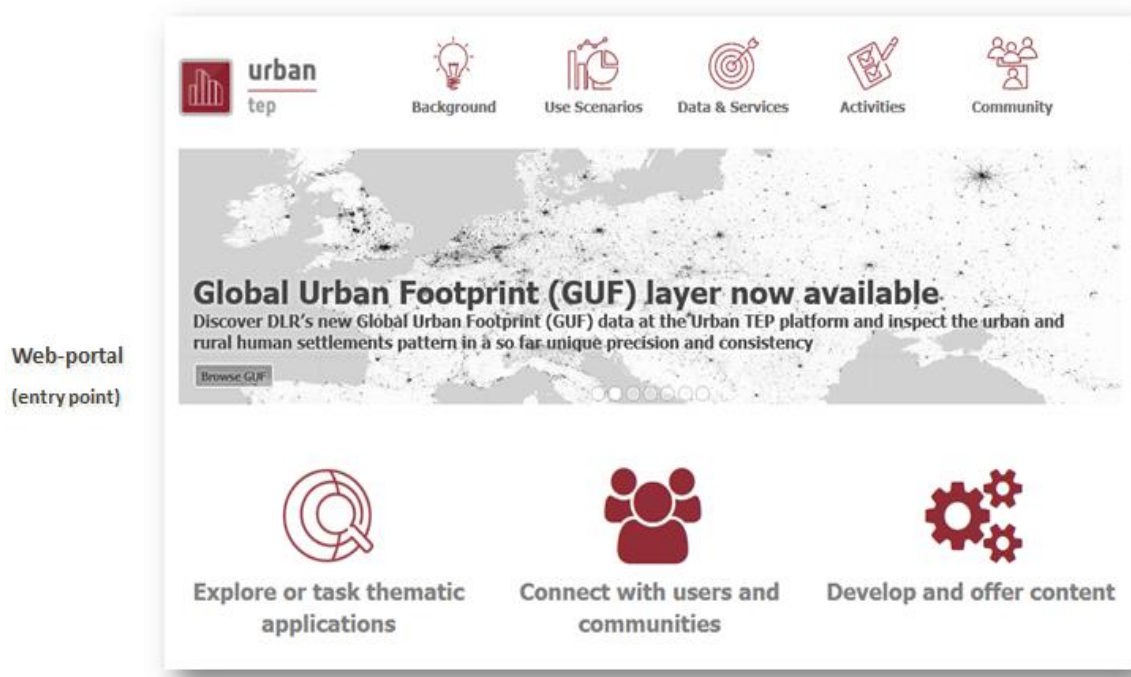 urban
tep
Background
Use Scenarios
Data & Services
Activities
Community
Global Urban Footprint (GUF) layer now available
Discover DLR's new Global Urban Footprint (GUF) data at the Urban TEP platform and inspect the urban and
rural human settlements pattern in a so far unique precision and consistency
Browse GUF
Web-portal
(entry point)
Explore or task thematic
applications
Connect with users and
communities
Develop and offer content